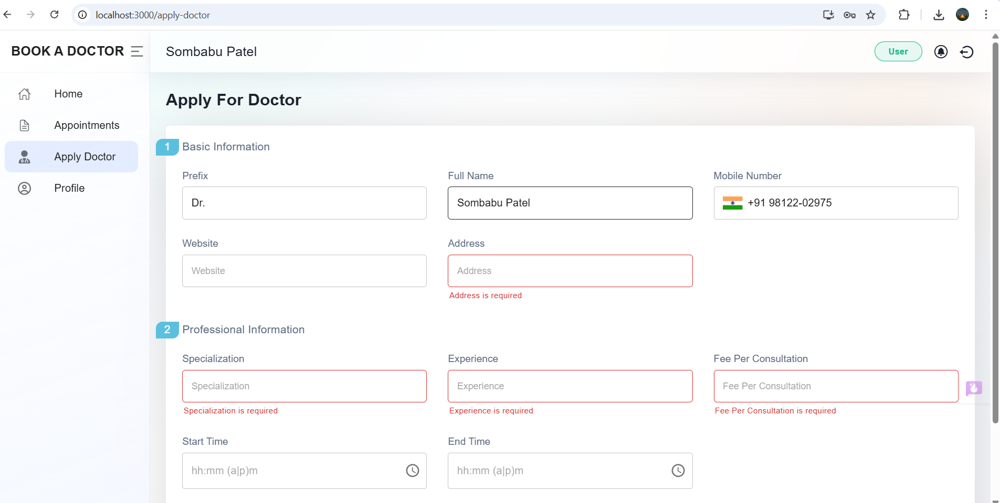 localhost:3000/apply-doctor
BOOK A DOCTOR
Sombabu Patel
User
Home
Appointments
Apply Doctor
Profile
Apply For Doctor
1 Basic Information
Prefix Full Name Mobile Number
Dr. Sombabu Patel +91 98122-02975
Website Address
Website Address
Address is required
2 Professional Information
Specialization Experience Fee Per Consultation
Specialization Experience Fee Per Consultation
Specialization is required Experience is required Fee Per Consultation is required
Start Time End Time
hh:mm (a|p)m hh:mm (a|p)m